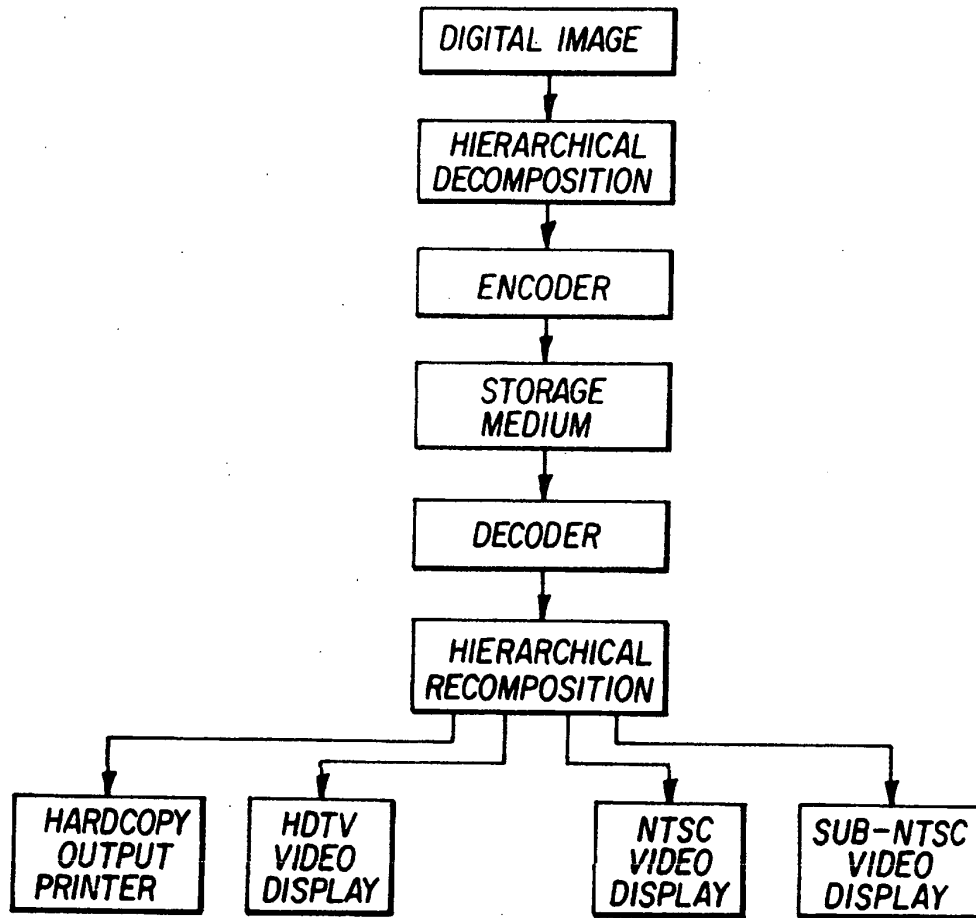 DIGITAL IMAGE
HIERARCHICAL
DECOMPOSITION
ENCODER
STORAGE
MEDIUM
DECODER
HIERARCHICAL
RECOMPOSITION
HARDCOPY
OUTPUT
PRINTER
HDTV
VIDEO
DISPLAY
NTSC
VIDEO
DISPLAY
SUB-NTSC
VIDEO
DISPLAY